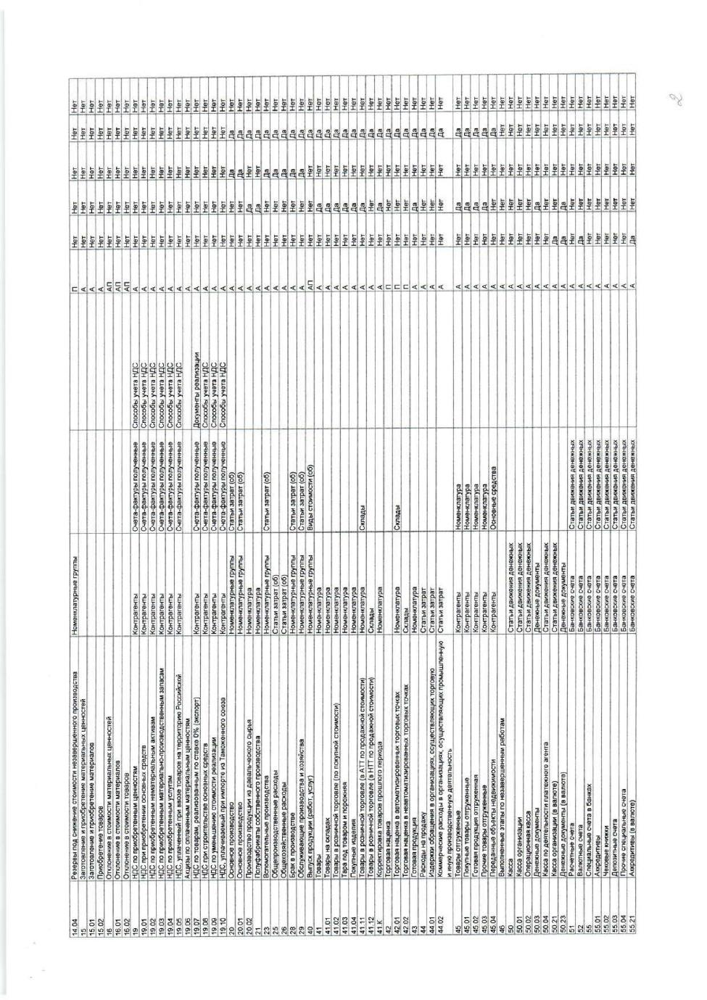 14.04 Резервы под снижение стоимости незавершенного производства Номенклатурные группы П Нет Нет Нет Нет Нет
15 Заготовление и приобретение материальных ценностей А Нет Нет Нет Нет Нет
15.01 Заготовление и приобретение материалов А Нет Нет Нет Нет Нет
15.02 Приобретение товаров А Нет Нет Нет Нет Нет
16 Отклонение в стоимости материальных ценностей АП Нет Нет Нет Нет Нет
16.01 Отклонение в стоимости материалов АП Нет Нет Нет Нет Нет
16.02 Отклонение в стоимости товаров АП Нет Нет Нет Нет Нет
19 НДС по приобретенным ценностям Контрагенты Счета-фактуры полученные Способы учета НДС А Нет Нет Нет Нет Нет
19.01 НДС при приобретении основных средств Контрагенты Счета-фактуры полученные Способы учета НДС А Нет Нет Нет Нет Нет
19.02 НДС по приобретенным нематериальным активам Контрагенты Счета-фактуры полученные Способы учета НДС А Нет Нет Нет Нет Нет
19.03 НДС по приобретенным материально-производственным запасам Контрагенты Счета-фактуры полученные Способы учета НДС А Нет Нет Нет Нет Нет
19.04 НДС по приобретенным услугам Контрагенты Счета-фактуры полученные Способы учета НДС А Нет Нет Нет Нет Нет
19.05 НДС, уплаченный при ввозе товаров на территорию Российской Контрагенты Счета-фактуры полученные Способы учета НДС А Нет Нет Нет Нет Нет
19.06 Акцизы по оплаченным материальным ценностям А Нет Нет Нет Нет Нет
19.07 НДС по товарам, реализованным по ставке 0% (экспорт) Контрагенты Счета-фактуры полученные Документы реализации А Нет Нет Нет Нет Нет
19.08 НДС при строительстве основных средств Контрагенты Счета-фактуры полученные Способы учета НДС А Нет Нет Нет Нет Нет
19.09 НДС по уменьшению стоимости реализации Контрагенты Счета-фактуры полученные Способы учета НДС А Нет Нет Нет Нет Нет
19.10 НДС, уплачиваемый при импорте из Таможенного союза Контрагенты Счета-фактуры полученные Способы учета НДС А Нет Нет Нет Нет Нет
20 Основное производство Номенклатурные группы Статьи затрат (об) А Нет Нет Да Да Нет
20.01 Основное производство Номенклатурные группы Статьи затрат (об) А Нет Нет Да Да Нет
20.02 Производство продукции из давальческого сырья Номенклатура А Нет Да Нет Да Нет
21 Полуфабрикаты собственного производства Номенклатура А Нет Да Нет Да Нет
23 Вспомогательные производства Номенклатурные группы Статьи затрат (об) А Нет Нет Да Да Нет
25 Общепроизводственные расходы Статьи затрат (об) А Нет Нет Да Да Нет
26 Общехозяйственные расходы Статьи затрат (об) А Нет Нет Да Да Нет
28 Брак в производстве Номенклатурные группы Статьи затрат (об) А Нет Нет Да Да Нет
29 Обслуживающие производства и хозяйства Номенклатурные группы Статьи затрат (об) А Нет Нет Да Да Нет
40 Выпуск продукции (работ, услуг) Номенклатурные группы Виды стоимости (об) АП Нет Нет Нет Да Нет
41 Товары Номенклатура А Нет Да Нет Да Нет
41.01 Товары на складах Номенклатура А Нет Да Нет Да Нет
41.02 Товары в розничной торговле (по покупной стоимости) Номенклатура А Нет Да Нет Да Нет
41.03 Тара под товаром и порожняя Номенклатура А Нет Да Нет Да Нет
41.04 Покупные изделия Номенклатура А Нет Да Нет Да Нет
41.11 Товары в розничной торговле (в АТТ по продажной стоимости) Номенклатура Склады А Нет Да Нет Да Нет
41.12 Товары в розничной торговле (в НТТ по продажной стоимости) Склады А Нет Нет Нет Да Нет
41.К Корректировка товаров прошлого периода Номенклатура А Нет Да Нет Да Нет
42 Торговая наценка П Нет Нет Нет Да Нет
42.01 Торговая наценка в автоматизированных торговых точках Номенклатура Склады П Нет Нет Нет Да Нет
42.02 Торговая наценка в неавтоматизированных торговых точках Склады П Нет Нет Нет Да Нет
43 Готовая продукция Номенклатура А Нет Да Нет Да Нет
44 Расходы на продажу Статьи затрат А Нет Нет Нет Да Нет
44.01 Издержки обращения в организациях, осуществляющих торговую Статьи затрат А Нет Нет Нет Да Нет
44.02 Коммерческие расходы в организациях, осуществляющих промышленную Статьи затрат А Нет Нет Нет Да Нет
и иную производственную деятельность
45 Товары отгруженные Контрагенты Номенклатура А Нет Да Нет Да Нет
45.01 Покупные товары отгруженные Контрагенты Номенклатура А Нет Да Нет Да Нет
45.02 Готовая продукция отгруженная Контрагенты Номенклатура А Нет Да Нет Да Нет
45.03 Прочие товары отгруженные Контрагенты Номенклатура А Нет Да Нет Да Нет
45.04 Переданные объекты недвижимости Контрагенты Основные средства А Нет Нет Нет Да Нет
46 Выполненные этапы по незавершенным работам А Нет Нет Нет Нет Нет
50 Касса Статьи движения денежных А Нет Нет Нет Нет Нет
50.01 Касса организации Статьи движения денежных А Нет Нет Нет Нет Нет
50.02 Операционная касса Статьи движения денежных А Нет Нет Нет Нет Нет
50.03 Денежные документы Денежные документы А Нет Да Нет Нет Нет
50.04 Касса по деятельности платежного агента Статьи движения денежных А Нет Нет Нет Нет Нет
50.21 Касса организации (в валюте) Статьи движения денежных А Да Нет Нет Нет Нет
50.23 Денежные документы (в валюте) Денежные документы А Да Да Нет Нет Нет
51 Расчетные счета Банковские счета Статьи движения денежных А Нет Нет Нет Нет Нет
52 Валютные счета Банковские счета Статьи движения денежных А Да Нет Нет Нет Нет
55 Специальные счета в банках Банковские счета Статьи движения денежных А Нет Нет Нет Нет Нет
55.01 Аккредитивы Банковские счета Статьи движения денежных А Нет Нет Нет Нет Нет
55.02 Чековые книжки Банковские счета Статьи движения денежных А Нет Нет Нет Нет Нет
55.03 Депозитные счета Банковские счета Статьи движения денежных А Нет Нет Нет Нет Нет
55.04 Прочие специальные счета Банковские счета Статьи движения денежных А Нет Нет Нет Нет Нет
55.21 Аккредитивы (в валюте) Банковские счета Статьи движения денежных А Да Нет Нет Нет Нет
2